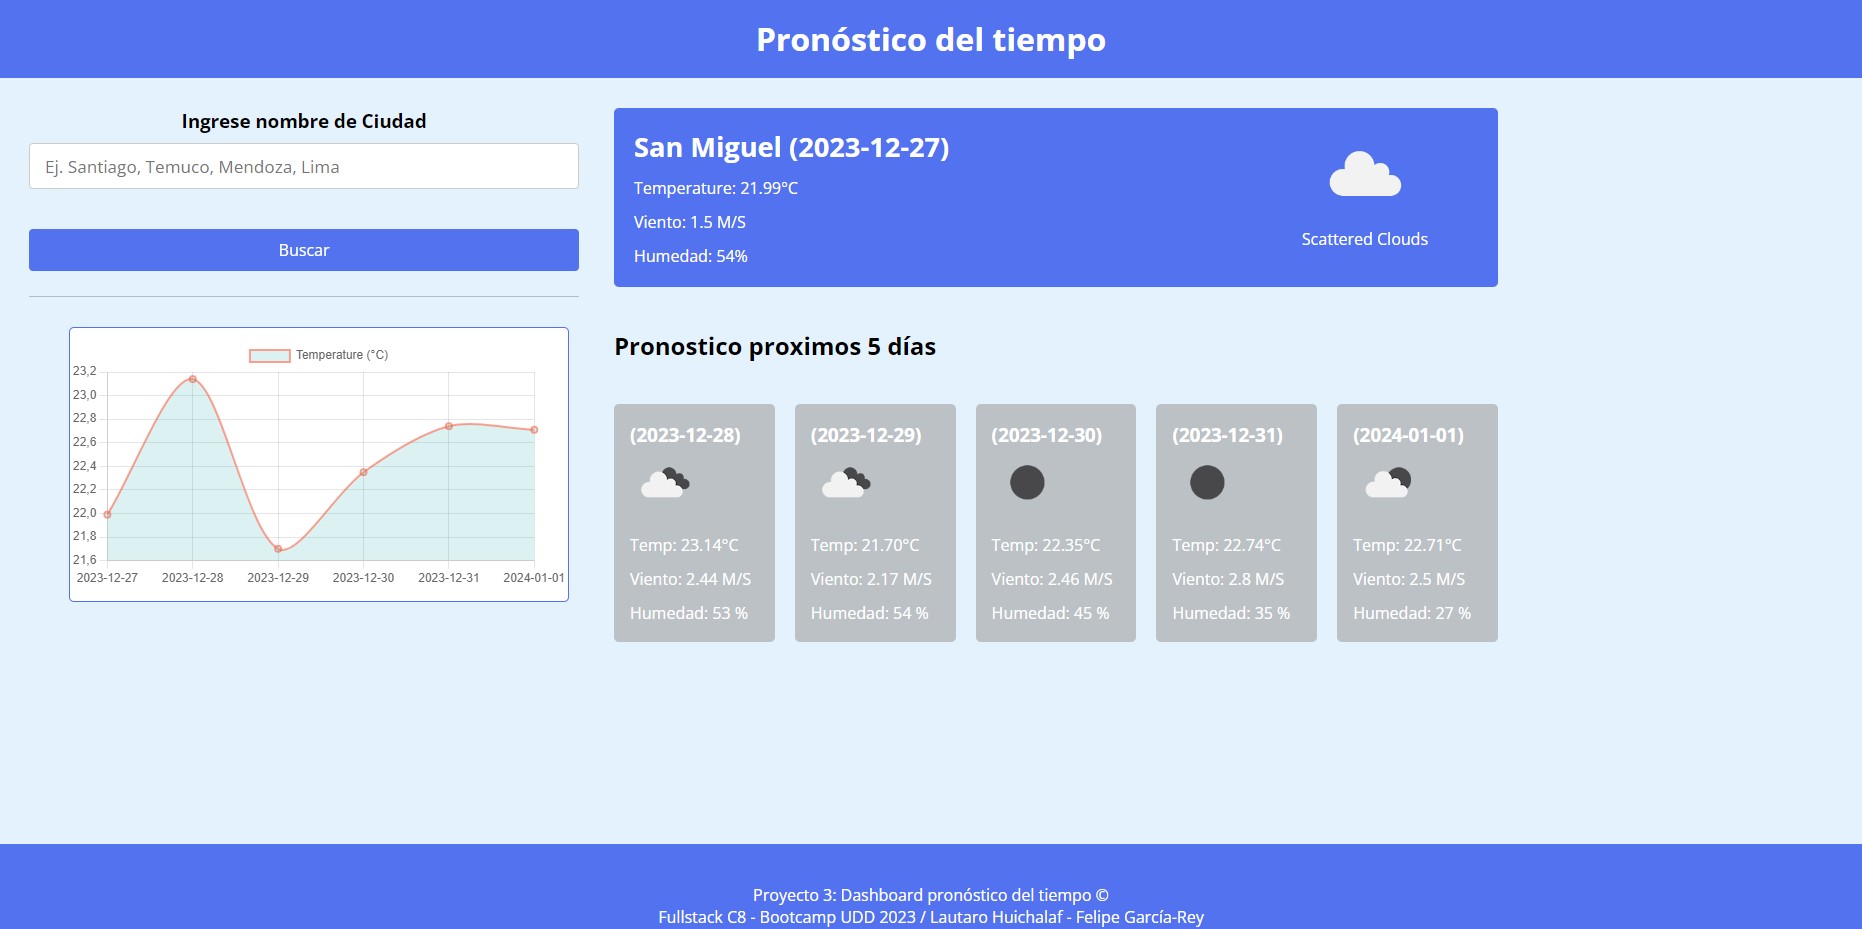 Pronóstico del tiempo
Ingrese nombre de Ciudad
Ej. Santiago, Temuco, Mendoza, Lima
Buscar
Temperature (°C)
23,2
23,0
22,8
22,6
22,4
22,2
22,0
21,8
21,6
2023-12-27 2023-12-28 2023-12-29 2023-12-30 2023-12-31 2024-01-01
San Miguel (2023-12-27)
Temperature: 21.99°C
Viento: 1.5 M/S
Humedad: 54%
Scattered Clouds
Pronostico proximos 5 días
(2023-12-28)
Temp: 23.14°C
Viento: 2.44 M/S
Humedad: 53 %
(2023-12-29)
Temp: 21.70°C
Viento: 2.17 M/S
Humedad: 54 %
(2023-12-30)
Temp: 22.35°C
Viento: 2.46 M/S
Humedad: 45 %
(2023-12-31)
Temp: 22.74°C
Viento: 2.8 M/S
Humedad: 35 %
(2024-01-01)
Temp: 22.71°C
Viento: 2.5 M/S
Humedad: 27 %
Proyecto 3: Dashboard pronóstico del tiempo ©
Fullstack C8 - Bootcamp UDD 2023 / Lautaro Huichalaf - Felipe García-Rey